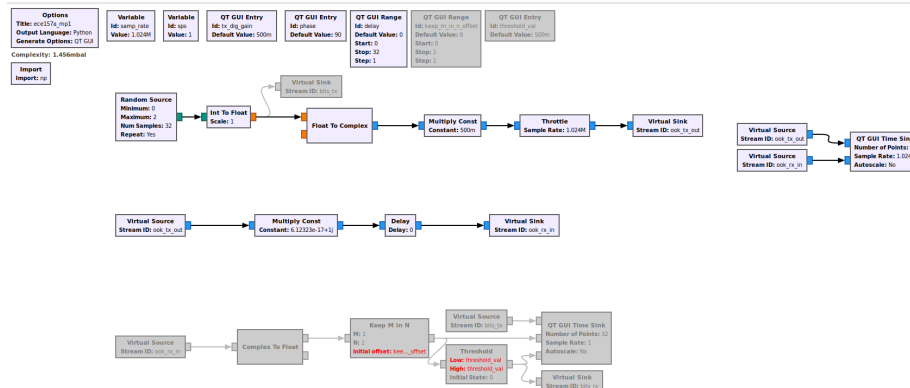 Options
Title: ece157a_mp1
Output Language: Python
Generate Options: QT GUI
Variable
Id: samp_rate
Value: 1.024M
Variable
Id: sps
Value: 1
QT GUI Entry
Id: tx_dig_gain
Default Value: 500m
QT GUI Entry
Id: phase
Default Value: 90
QT GUI Range
Id: delay
Default Value: 0
Start: 0
Stop: 32
Step: 1
QT GUI Range
Id: keep_m_in_n_offset
Default Value: 0
Start: 0
Stop: 1
Step: 1
QT GUI Entry
Id: threshold_val
Default Value: 500m
Complexity: 1.456mbal
Import
Import: np
Virtual Sink
Stream ID: bits_tx
Random Source
Minimum: 0
Maximum: 2
Num Samples: 32
Repeat: Yes
Int To Float
Scale: 1
Float To Complex
Multiply Const
Constant: 500m
Throttle
Sample Rate: 1.024M
Virtual Sink
Stream ID: ook_tx_out
Virtual Source
Stream ID: ook_tx_out
Virtual Source
Stream ID: ook_rx_in
QT GUI Time Sin
Number of Points:
Sample Rate: 1.024
Autoscale: No
Virtual Source
Stream ID: ook_tx_out
Multiply Const
Constant: 6.12323e-17+1j
Delay
Delay: 0
Virtual Sink
Stream ID: ook_rx_in
Virtual Source
Stream ID: ook_rx_in
Complex To Float
Keep M in N
M: 1
N: 1
Initial offset: kee..._offset
Virtual Source
Stream ID: bits_tx
Threshold
Low: threshold_val
High: threshold_val
Initial State: 0
QT GUI Time Sink
Number of Points: 32
Sample Rate: 1
Autoscale: No
Virtual Sink
Stream ID: bits_rx